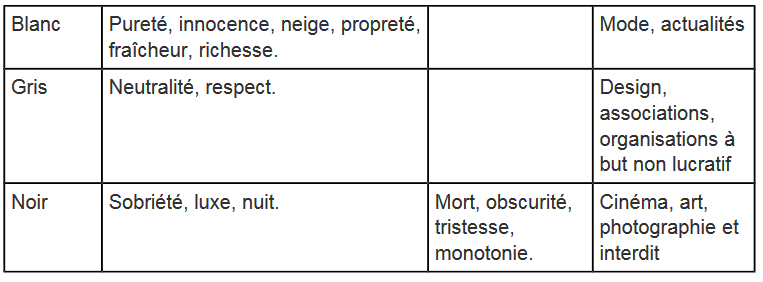 Blanc
Pureté, innocence, neige, propreté,
fraîcheur, richesse.
Mode, actualités
Gris
Neutralité, respect.
Design,
associations,
organisations à
but non lucratif
Noir
Sobriété, luxe, nuit.
Mort, obscurité,
tristesse,
monotonie.
Cinéma, art,
photographie et
interdit